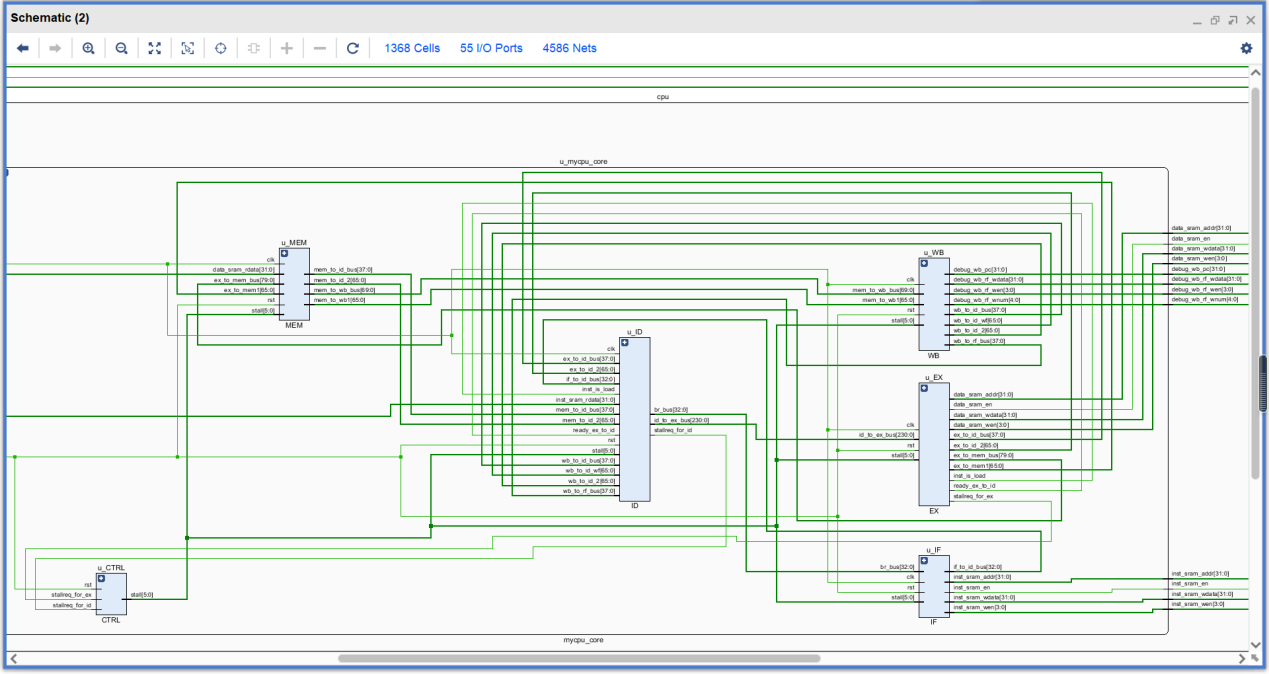 Schematic (2)
1368 Cells 55 I/O Ports 4586 Nets
cpu
u_mycpu_core
u_MEM
clk
data_sram_rdata[31:0]
ex_to_mem_bus[79:0]
ex_to_mem1[65:0]
rst
stall[5:0]
mem_to_id_bus[37:0]
mem_to_id_2[65:0]
mem_to_wb_bus[69:0]
mem_to_wb1[65:0]
MEM
u_ID
clk
ex_to_id_bus[37:0]
ex_to_id_2[65:0]
if_to_id_bus[32:0]
inst_is_load
inst_sram_rdata[31:0]
mem_to_id_bus[37:0]
mem_to_id_2[65:0]
ready_ex_to_id
rst
stall[5:0]
wb_to_id_bus[37:0]
wb_to_id_wf[65:0]
wb_to_id_2[65:0]
wb_to_rf_bus[37:0]
br_bus[32:0]
id_to_ex_bus[230:0]
stallreq_for_id
ID
u_CTRL
rst
stallreq_for_ex
stallreq_for_id
stall[5:0]
CTRL
u_WB
clk
mem_to_wb_bus[69:0]
mem_to_wb1[65:0]
rst
stall[5:0]
debug_wb_pc[31:0]
debug_wb_rf_wdata[31:0]
debug_wb_rf_wen[3:0]
debug_wb_rf_wnum[4:0]
wb_to_id_bus[37:0]
wb_to_id_wf[65:0]
wb_to_id_2[65:0]
wb_to_rf_bus[37:0]
WB
u_EX
clk
id_to_ex_bus[230:0]
rst
stall[5:0]
data_sram_addr[31:0]
data_sram_en
data_sram_wdata[31:0]
data_sram_wen[3:0]
ex_to_id_bus[37:0]
ex_to_id_2[65:0]
ex_to_mem_bus[79:0]
ex_to_mem1[65:0]
inst_is_load
ready_ex_to_id
stallreq_for_ex
EX
u_IF
br_bus[32:0]
clk
rst
stall[5:0]
if_to_id_bus[32:0]
inst_sram_addr[31:0]
inst_sram_en
inst_sram_wdata[31:0]
inst_sram_wen[3:0]
IF
data_sram_addr[31:0]
data_sram_en
data_sram_wdata[31:0]
data_sram_wen[3:0]
debug_wb_pc[31:0]
debug_wb_rf_wdata[31:0]
debug_wb_rf_wen[3:0]
debug_wb_rf_wnum[4:0]
inst_sram_addr[31:0]
inst_sram_en
inst_sram_wdata[31:0]
inst_sram_wen[3:0]
mycpu_core